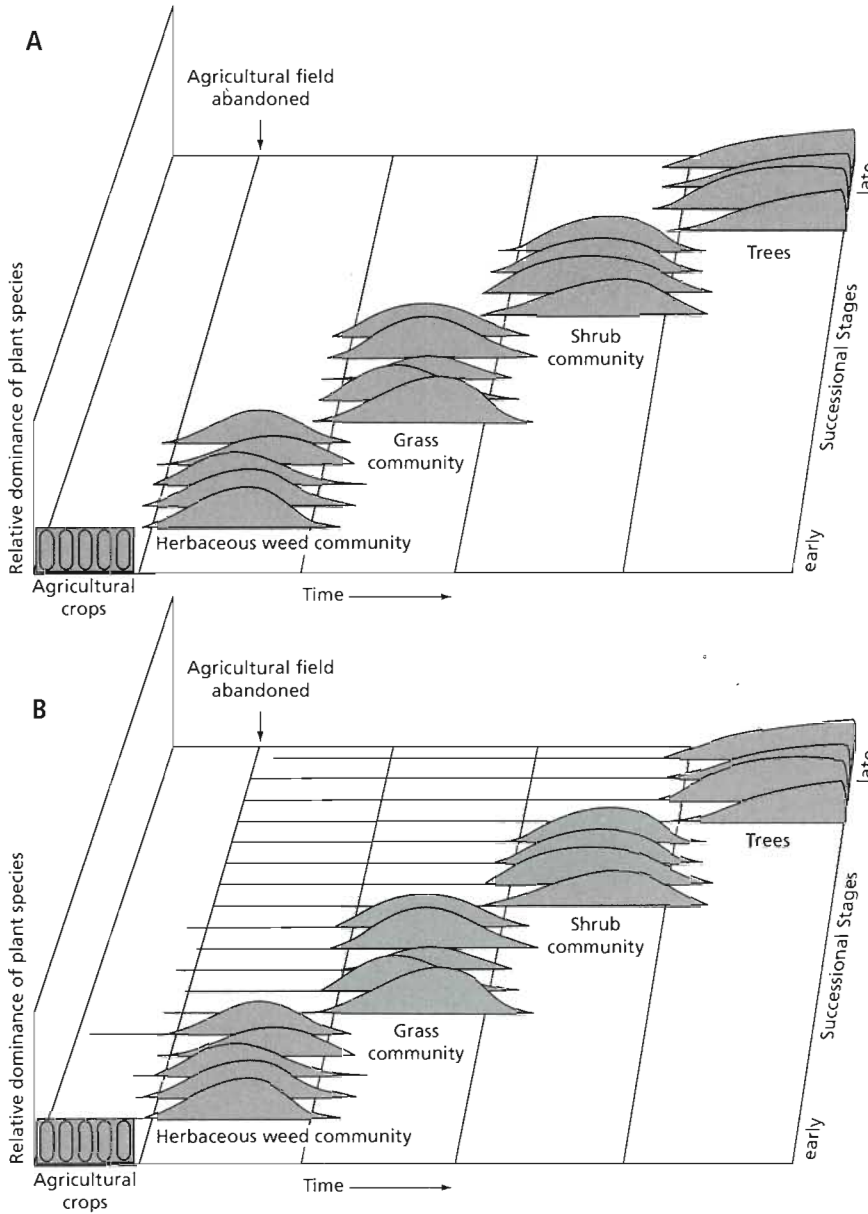 A
Agricultural field
abandoned
late
Trees
Shrub
community
Successional Stages
Grass
community
Relative dominance of plant species
Herbaceous weed community
early
Agricultural
crops
Time
B
Agricultural field
abandoned
late
Trees
Shrub
community
Successional Stages
Grass
community
Relative dominance of plant species
Herbaceous weed community
early
Agricultural
crops
Time